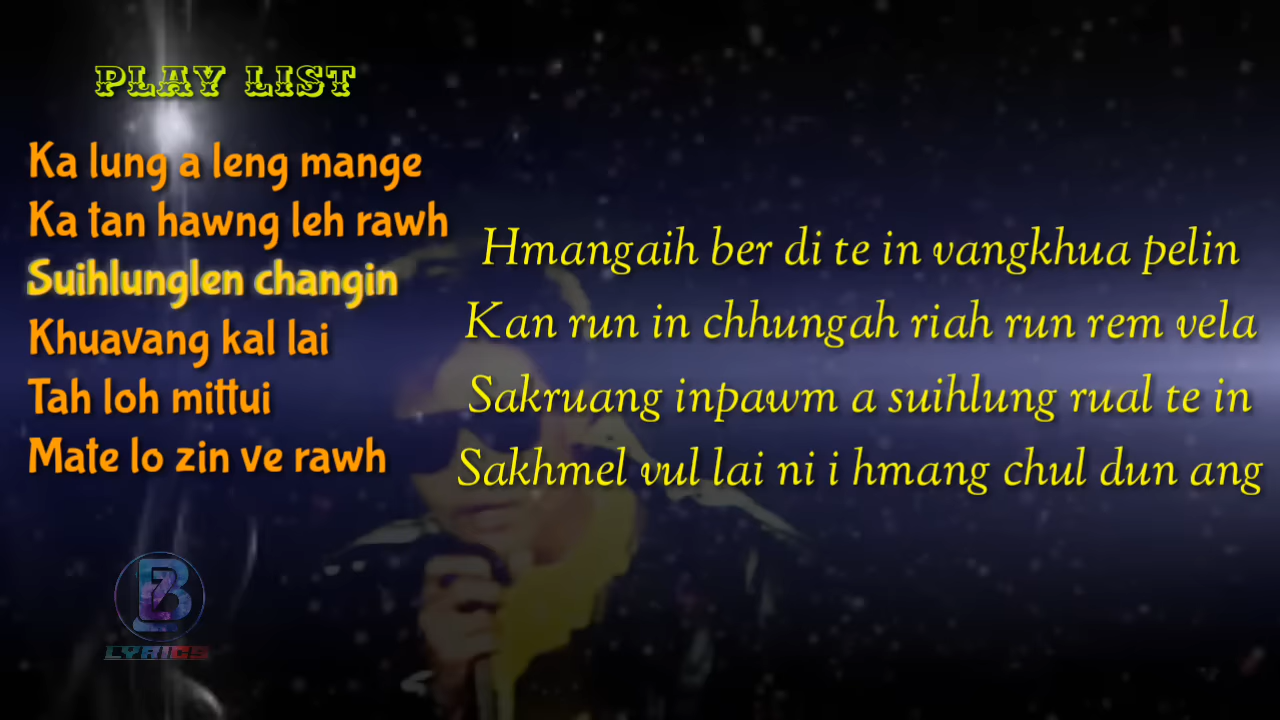 PLAY LIST
Ka lung a leng mange
Ka tan hawng leh rawh
Suihlunglen changin
Khuavang kal lai
Tah loh mittui
Mate lo zin ve rawh
Hmangaih ber di te in vangkhua pelin
Kan run in chhungah riah run rem vela
Sakruang inpawm a suihlung rual te in
Sakhmel vul lai ni i hmang chul dun ang
BZ
LYRICS